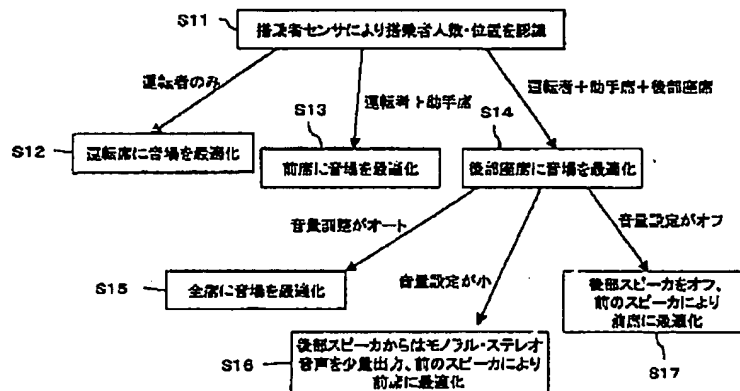 S11
搭乗者センサにより搭乗者人数・位置を認識
運転者のみ
運転者+助手席
運転者+助手席+後部座席
S12
運転席に音場を最適化
S13
前席に音場を最適化
S14
後部座席に音場を最適化
音量調整がオート
音量設定が小
音量設定がオフ
S15
全席に音場を最適化
S16
後部スピーカからはモノラル・ステレオ
音声を少量出力、前のスピーカにより
前席に最適化
後部スピーカをオフ、
前のスピーカにより
前席に最適化
S17